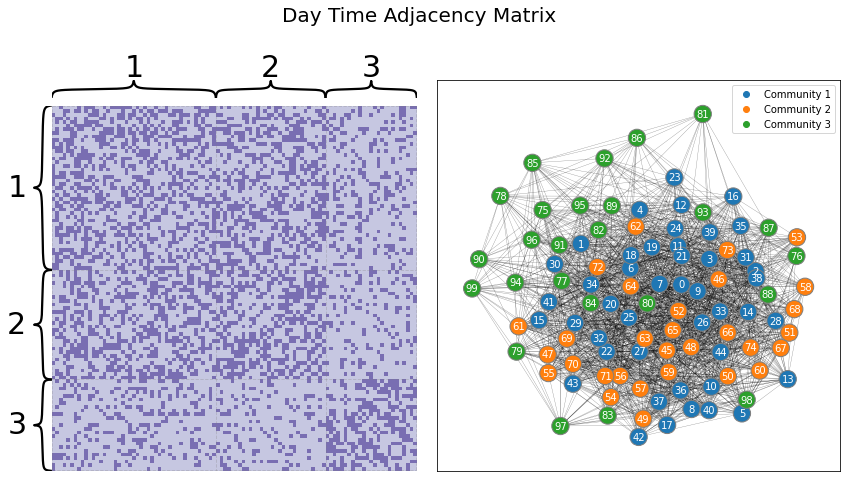 Day Time Adjacency Matrix
1 2 3
1
2
3
Community 1
Community 2
Community 3
81
86
92
85
23
78 16
75 95 89 4 12 93
82 62 24 39 35 87 53
96 91 1 19 11 73
90 30 72 18 21 3 31 76
6 2 38
99 94 77 34 64 7 0 9 46 88 58
41 84 20 80 52 33 14 68
61 15 29 25 65 26 66 28 51
69 32 63
79 47 22 27 45 48 44 74 67
55 70 71 56 59 50 60 13
43 57 36 10
54 37 98
83 49 8 40 5
97 42 17